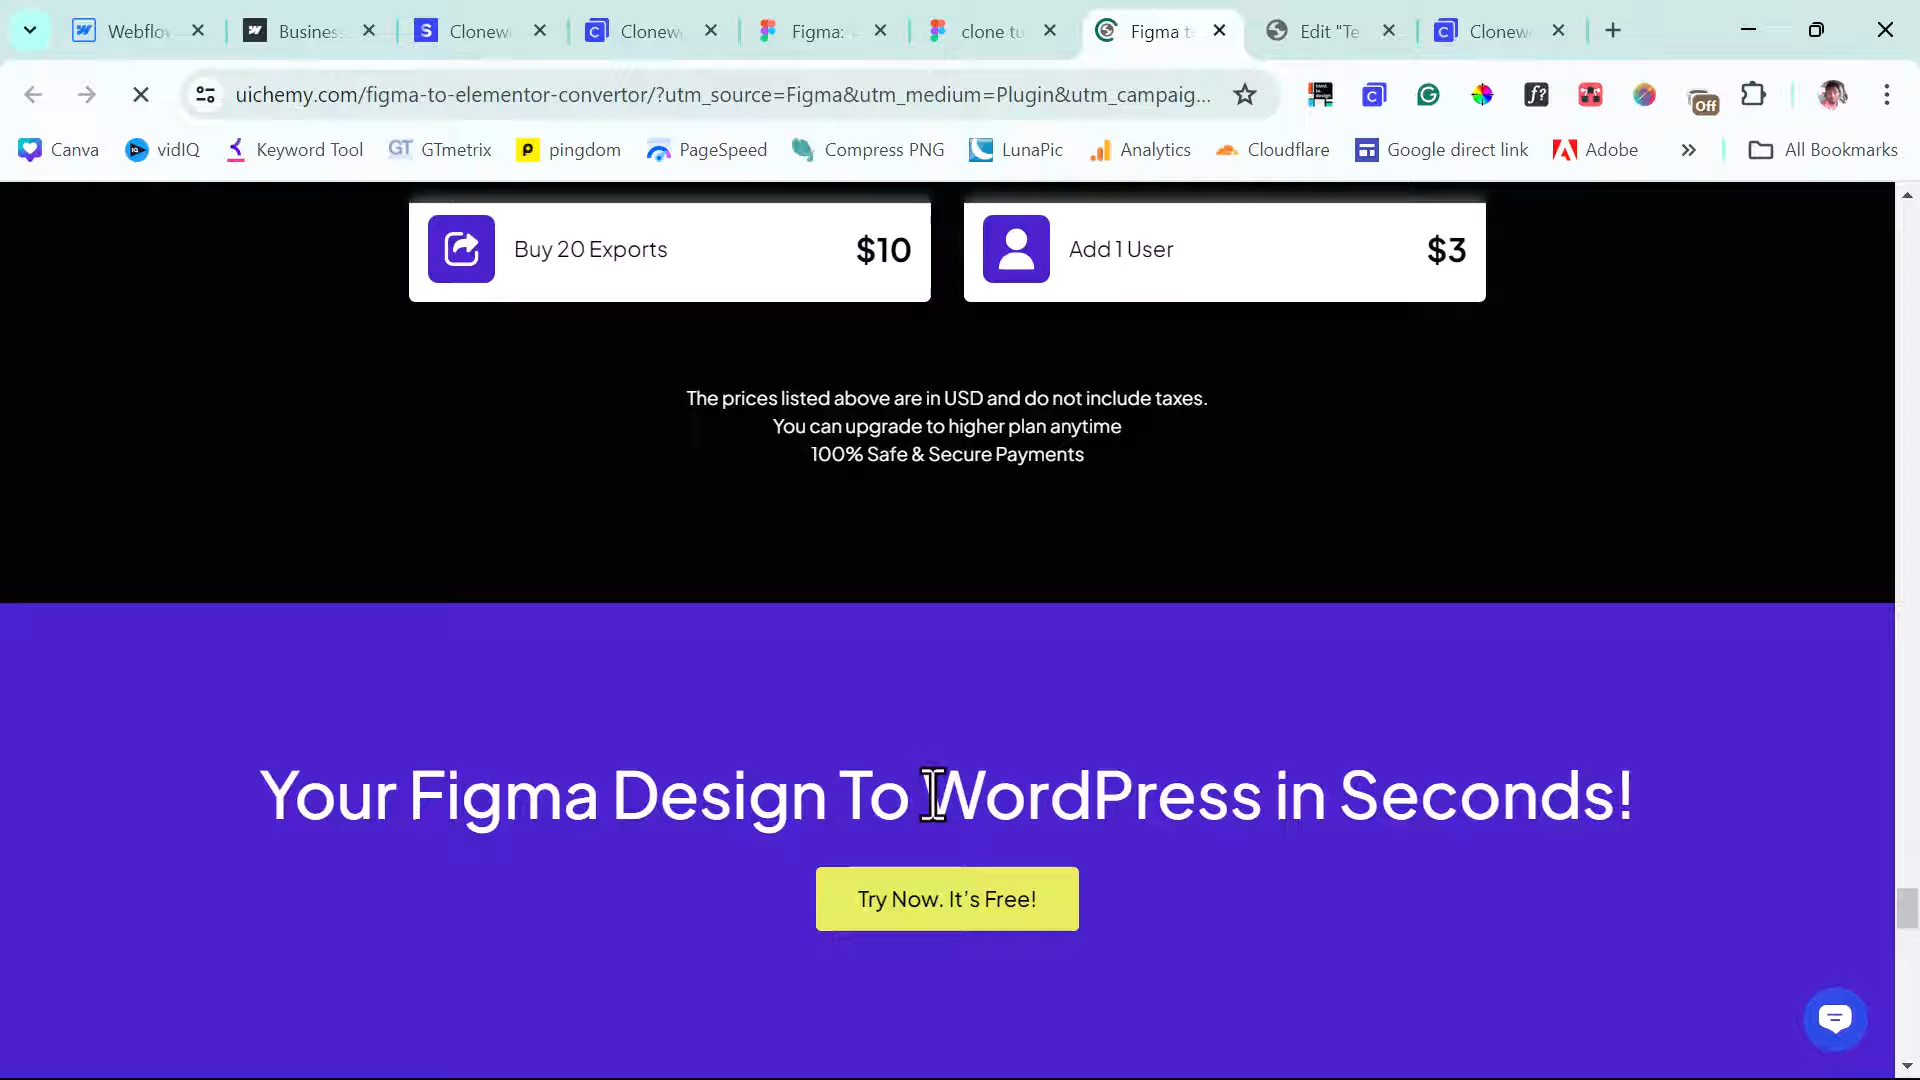 Webflo
Business
Clonew
Clonew
Figma:
clone tu
Figma t
Edit "Te
Clonew
uichemy.com/figma-to-elementor-convertor/?utm_source=Figma&utm_medium=Plugin&utm_campaig...
Off
Canva
vidIQ
Keyword Tool
GTmetrix
pingdom
PageSpeed
Compress PNG
LunaPic
Analytics
Cloudflare
Google direct link
Adobe
All Bookmarks
Buy 20 Exports
$10
Add 1 User
$3
The prices listed above are in USD and do not include taxes.
You can upgrade to higher plan anytime
100% Safe & Secure Payments
Your Figma Design To WordPress in Seconds!
Try Now. It's Free!